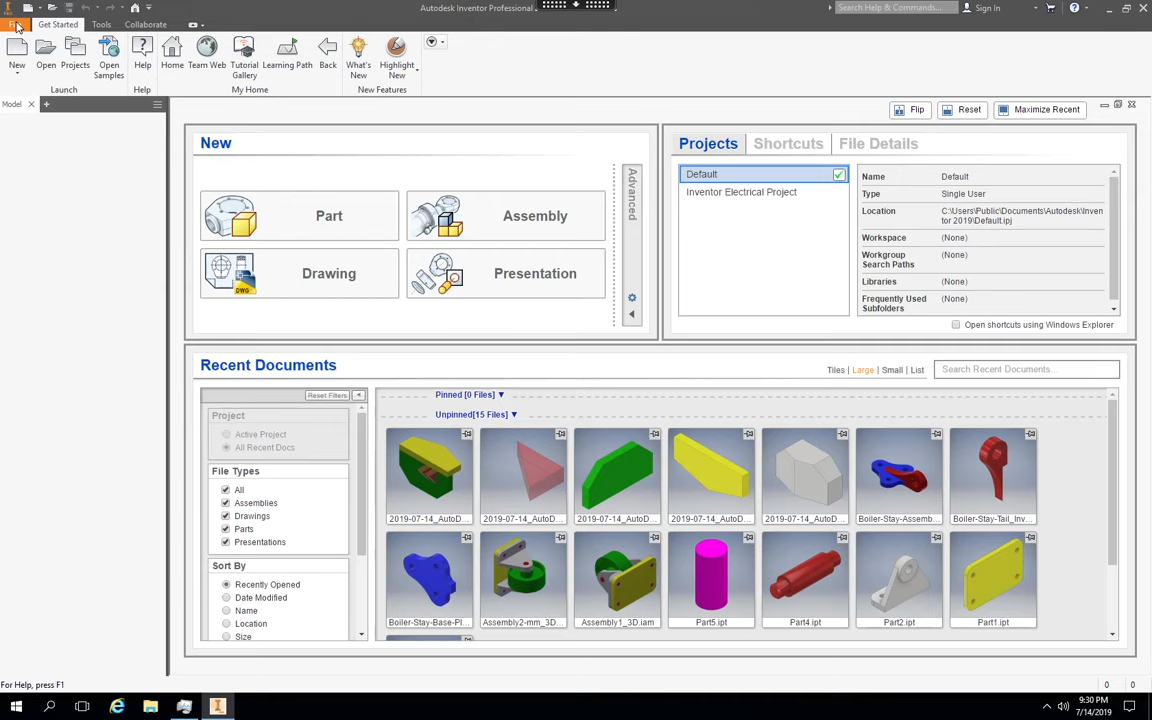 Autodesk Inventor Professional
Search Help & Commands...
Sign In
Get Started
Tools
Collaborate
New
Open
Projects
Open Samples
Help
Home
Team Web
Tutorial Gallery
Learning Path
Back
What's New
Highlight New
Launch
Help
My Home
New Features
Model
Flip
Reset
Maximize Recent
New
Part
Assembly
Drawing
DWG
Presentation
Advanced
Projects
Shortcuts
File Details
Default
Inventor Electrical Project
Name Default
Type Single User
Location C:\Users\Public\Documents\Autodesk\Inven
tor 2019\Default.ipj
Workspace (None)
Workgroup (None)
Search Paths
Libraries (None)
Frequently Used (None)
Subfolders
Open shortcuts using Windows Explorer
Recent Documents
Tiles | Large | Small | List
Search Recent Documents...
Reset Filters
Project
Active Project
All Recent Docs
File Types
All
Assemblies
Drawings
Parts
Presentations
Sort By
Recently Opened
Date Modified
Name
Location
Size
Pinned [0 Files]
Unpinned[15 Files]
2019-07-14_AutoD...
2019-07-14_AutoD...
2019-07-14_AutoD...
2019-07-14_AutoD...
2019-07-14_AutoD...
Boiler-Stay-Assemb...
Boiler-Stay-Tail_Inv...
Boiler-Stay-Base-Pl...
Assembly2-mm_3D...
Assembly1_3D.iam
Part5.ipt
Part4.ipt
Part2.ipt
Part1.ipt
For Help, press F1
0 0
9:30 PM
7/14/2019